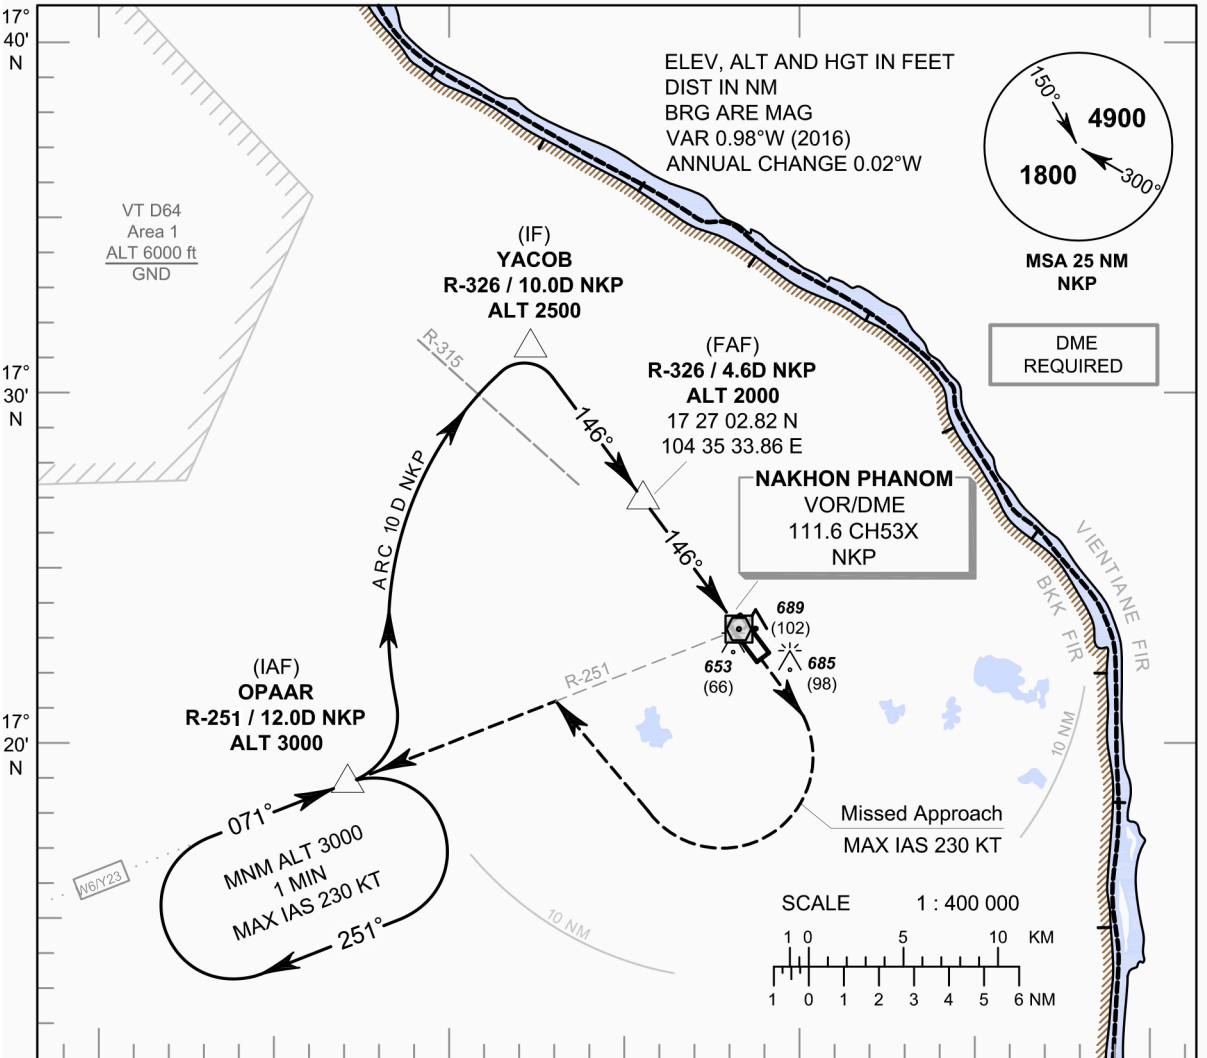 17°
40'
N
ELEV, ALT AND HGT IN FEET
DIST IN NM
BRG ARE MAG
VAR 0.98°W (2016)
ANNUAL CHANGE 0.02°W
150°
4900
1800
300°
MSA 25 NM
NKP
VT D64
Area 1
ALT 6000 ft
GND
(IF)
YACOB
R-326 / 10.0D NKP
ALT 2500
DME
REQUIRED
R-315
17°
30'
N
(FAF)
R-326 / 4.6D NKP
ALT 2000
17 27 02.82 N
104 35 33.86 E
146°
ARC 10 D NKP
NAKHON PHANOM
VOR/DME
111.6 CH53X
NKP
146°
VIENTIANE FIR
BKK FIR
689
(102)
653
(66)
685
(98)
R-251
(IAF)
OPAAR
R-251 / 12.0D NKP
ALT 3000
17°
20'
N
10 NM
071°
MNM ALT 3000
1 MIN
MAX IAS 230 KT
251°
W6/Y23
Missed Approach
MAX IAS 230 KT
10 NM
SCALE 1 : 400 000
1 0 5 10 KM
1 0 1 2 3 4 5 6 NM